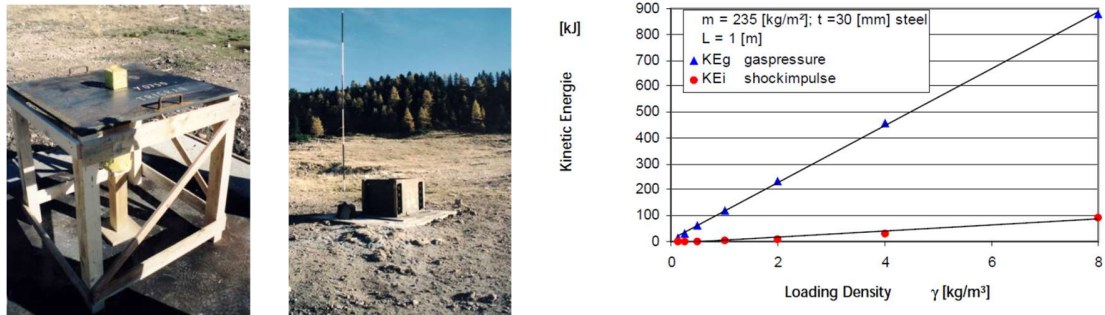 [kJ]
Kinetic Energie
900
800
700
600
500
400
300
200
100
0
m = 235 [kg/m²]; t =30 [mm] steel
L = 1 [m]
KEg gaspressure
KEi shockimpulse
0 2 4 6 8
Loading Density γ [kg/m³]